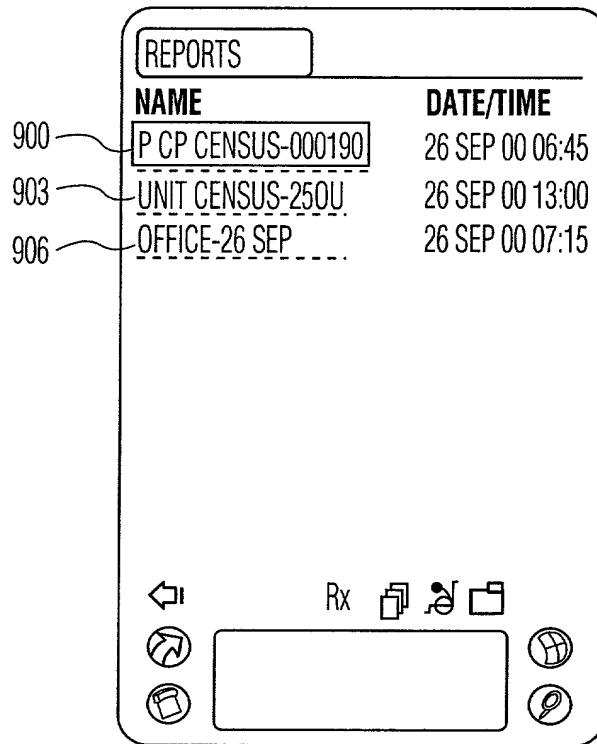 REPORTS
NAME DATE/TIME
900 P CP CENSUS-000190 26 SEP 00 06:45
903 UNIT CENSUS-250U 26 SEP 00 13:00
906 OFFICE-26 SEP 26 SEP 00 07:15
Rx